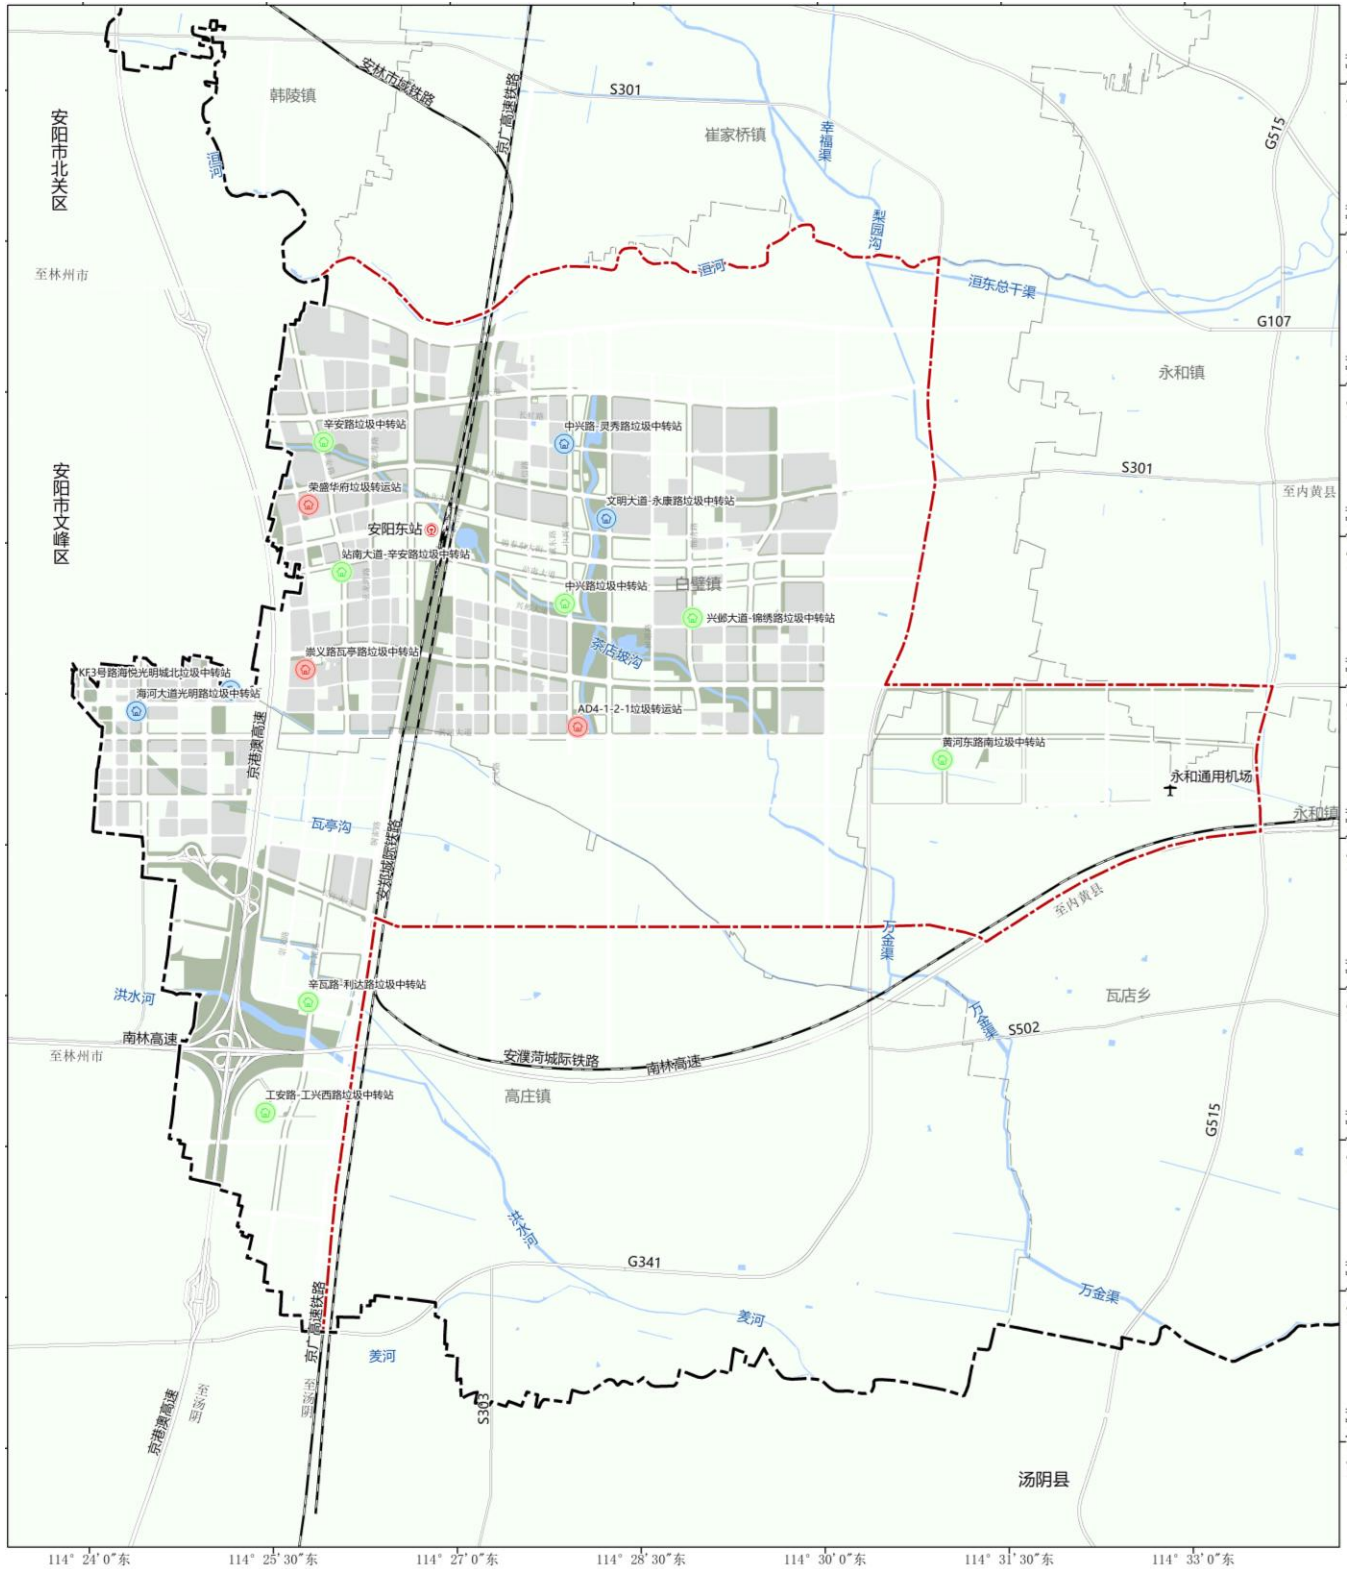 安林市域铁路
京广高速铁路
韩陵镇
S301
崔家桥镇
幸福渠
G515
安阳市北关区
洹河
梨园沟
至林州市
洹河
洹东总干渠
G107
永和镇
辛安路垃圾中转站
中兴路-灵秀路垃圾中转站
S301
至内黄县
安阳市文峰区
荣盛华府垃圾转运站
文明大道-永康路垃圾中转站
安阳东站
站南大道-辛安路垃圾中转站
中兴路垃圾中转站
白璧镇
兴邺大道-锦绣路垃圾中转站
崇义路瓦亭路垃圾中转站
茶店坡沟
KF3号路海悦光明城北垃圾中转站
海河大道光明路垃圾中转站
AD4-1-2-1垃圾转运站
京港澳高速
黄河东路南垃圾中转站
永和通用机场
瓦亭沟
永和镇
安郑城际铁路
至内黄县
万金渠
洪水河
辛瓦路-利达路垃圾中转站
瓦店乡
万金渠
S502
南林高速
至林州市
安濮菏城际铁路
南林高速
工安路-工兴西路垃圾中转站
高庄镇
G515
洪水河
G341
万金渠
京广高速铁路
羑河
羑河
京港澳高速
至汤阴
S303
汤阴县
114° 24′0″东
114° 25′30″东
114° 27′0″东
114° 28′30″东
114° 30′0″东
114° 31′30″东
114° 33′0″东